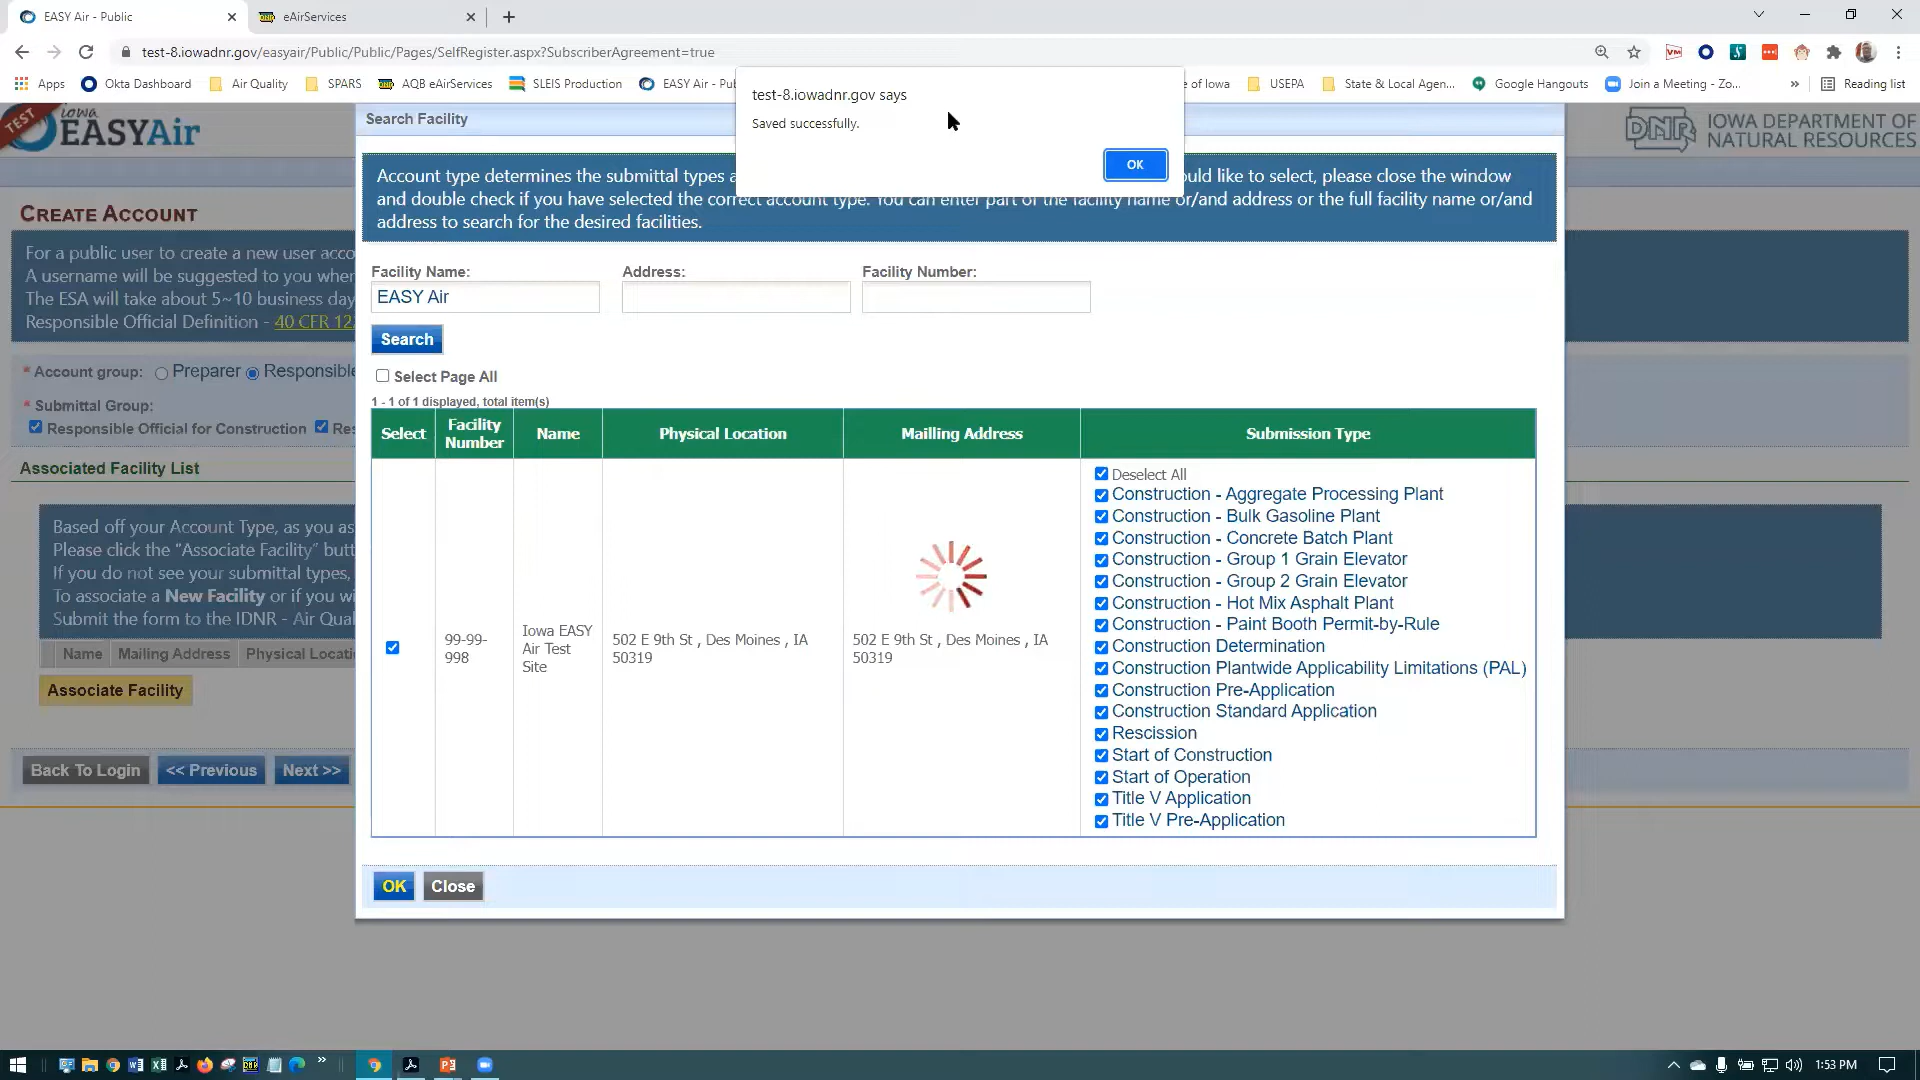 EASY Air - Public
eAirServices
test-8.iowadnr.gov/easyair/Public/Public/Pages/SelfRegister.aspx?SubscriberAgreement=true
Apps
Okta Dashboard
Air Quality
SPARS
AQB eAirServices
SLEIS Production
EASY Air - Pu
e of Iowa
USEPA
State & Local Agen...
Google Hangouts
Join a Meeting - Zo...
»
Reading list
test-8.iowadnr.gov says
Saved successfully.
OK
TEST
iowa
EASYAir
IOWA DEPARTMENT OF
NATURAL RESOURCES
DNR
Search Facility
Account type determines the submittal types a
uld like to select, please close the window
and double check if you have selected the correct account type. You can enter part of the facility name or/and address or the full facility name or/and
address to search for the desired facilities.
CREATE ACCOUNT
For a public user to create a new user acco
A username will be suggested to you when
The ESA will take about 5~10 business day
Responsible Official Definition - 40 CFR 12
* Account group: Preparer Responsible
* Submittal Group:
Responsible Official for Construction Res
Associated Facility List
Based off your Account Type, as you as
Please click the "Associate Facility" butt
If you do not see your submittal types,
To associate a New Facility or if you wi
Submit the form to the IDNR - Air Qual
Name Mailing Address Physical Locati
Associate Facility
Back To Login << Previous Next >>
Facility Name: Address: Facility Number:
EASY Air
Search
Select Page All
1 - 1 of 1 displayed, total item(s)
Select Facility Number Name Physical Location Mailling Address Submission Type
99-99-
998
Iowa EASY
Air Test
Site
502 E 9th St , Des Moines , IA
50319
502 E 9th St , Des Moines , IA
50319
Deselect All
Construction - Aggregate Processing Plant
Construction - Bulk Gasoline Plant
Construction - Concrete Batch Plant
Construction - Group 1 Grain Elevator
Construction - Group 2 Grain Elevator
Construction - Hot Mix Asphalt Plant
Construction - Paint Booth Permit-by-Rule
Construction Determination
Construction Plantwide Applicability Limitations (PAL)
Construction Pre-Application
Construction Standard Application
Rescission
Start of Construction
Start of Operation
Title V Application
Title V Pre-Application
OK Close
1:53 PM